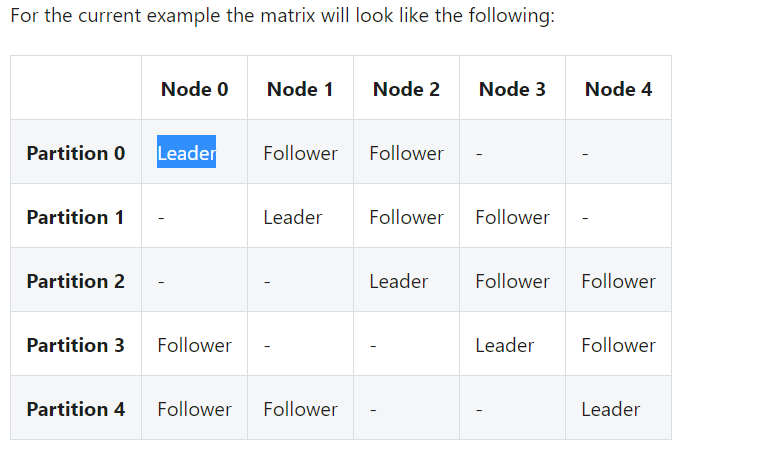 For the current example the matrix will look like the following:
Node 0 Node 1 Node 2 Node 3 Node 4
Partition 0 Leader Follower Follower - -
Partition 1 - Leader Follower Follower -
Partition 2 - - Leader Follower Follower
Partition 3 Follower - - Leader Follower
Partition 4 Follower Follower - - Leader